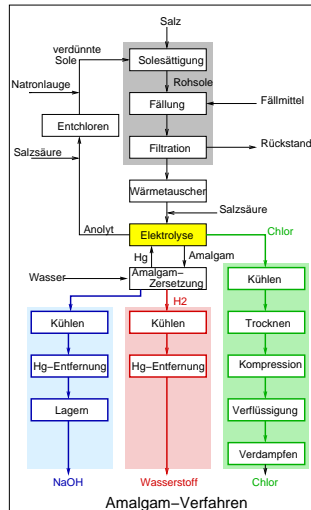 Salz
verdünnte
Sole
Solesättigung
Rohsole
Natronlauge
Fällung
Fällmittel
Entchloren
Rückstand
Filtration
Salzsäure
Wärmetauscher
Salzsäure
Anolyt
Elektrolyse
Chlor
Hg
Amalgam
Wasser
Amalgam-
Zersetzung
Kühlen
H2
Kühlen
Kühlen
Trocknen
Hg-Entfernung
Hg-Entfernung
Kompression
Lagern
Verflüssigung
Verdampfen
NaOH
Wasserstoff
Chlor
Amalgam-Verfahren